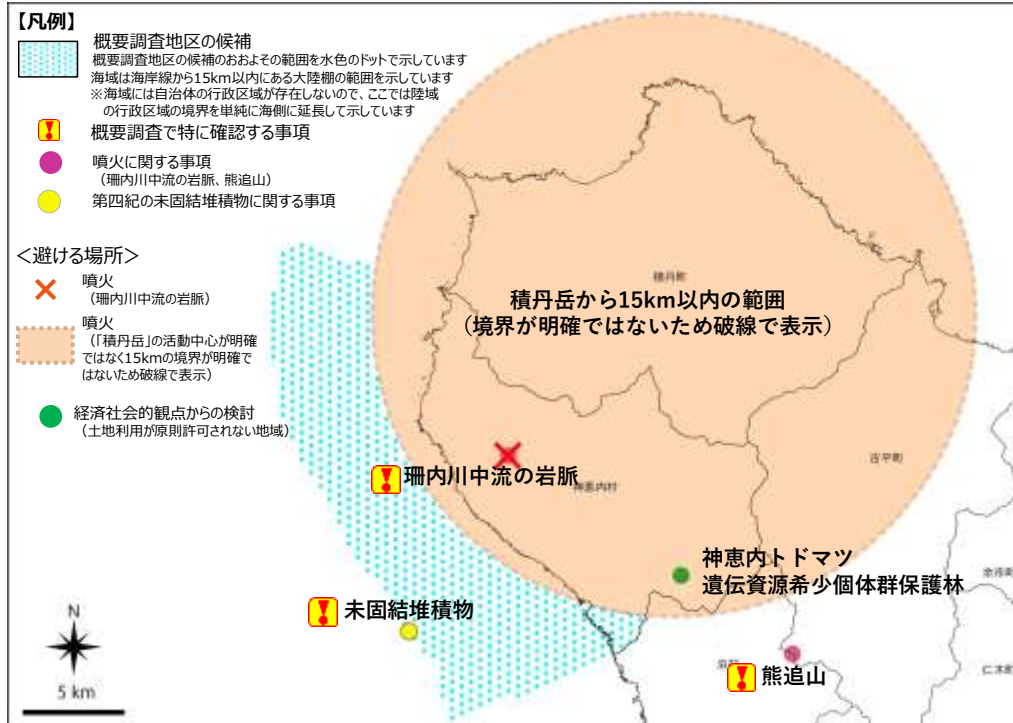 【凡例】
概要調査地区の候補
概要調査地区の候補のおおよその範囲を水色のドットで示しています
海域は海岸線から15km以内にある大陸棚の範囲を示しています
※海域には自治体の行政区域が存在しないので、ここでは陸域
の行政区域の境界を単純に海側に延長して示しています
概要調査で特に確認する事項
噴火に関する事項
（珊内川中流の岩脈、熊追山）
第四紀の未固結堆積物に関する事項
＜避ける場所＞
噴火
（珊内川中流の岩脈）
噴火
（「積丹岳」の活動中心が明確
ではなく15kmの境界が明確で
はないため破線で表示）
経済社会的観点からの検討
（土地利用が原則許可されない地域）
積丹町
積丹岳から15km以内の範囲
（境界が明確ではないため破線で表示）
古平町
珊内川中流の岩脈
神恵内村
神恵内トドマツ
遺伝資源希少個体群保護林
余市町
未固結堆積物
熊追山
仁木町
N
5 km